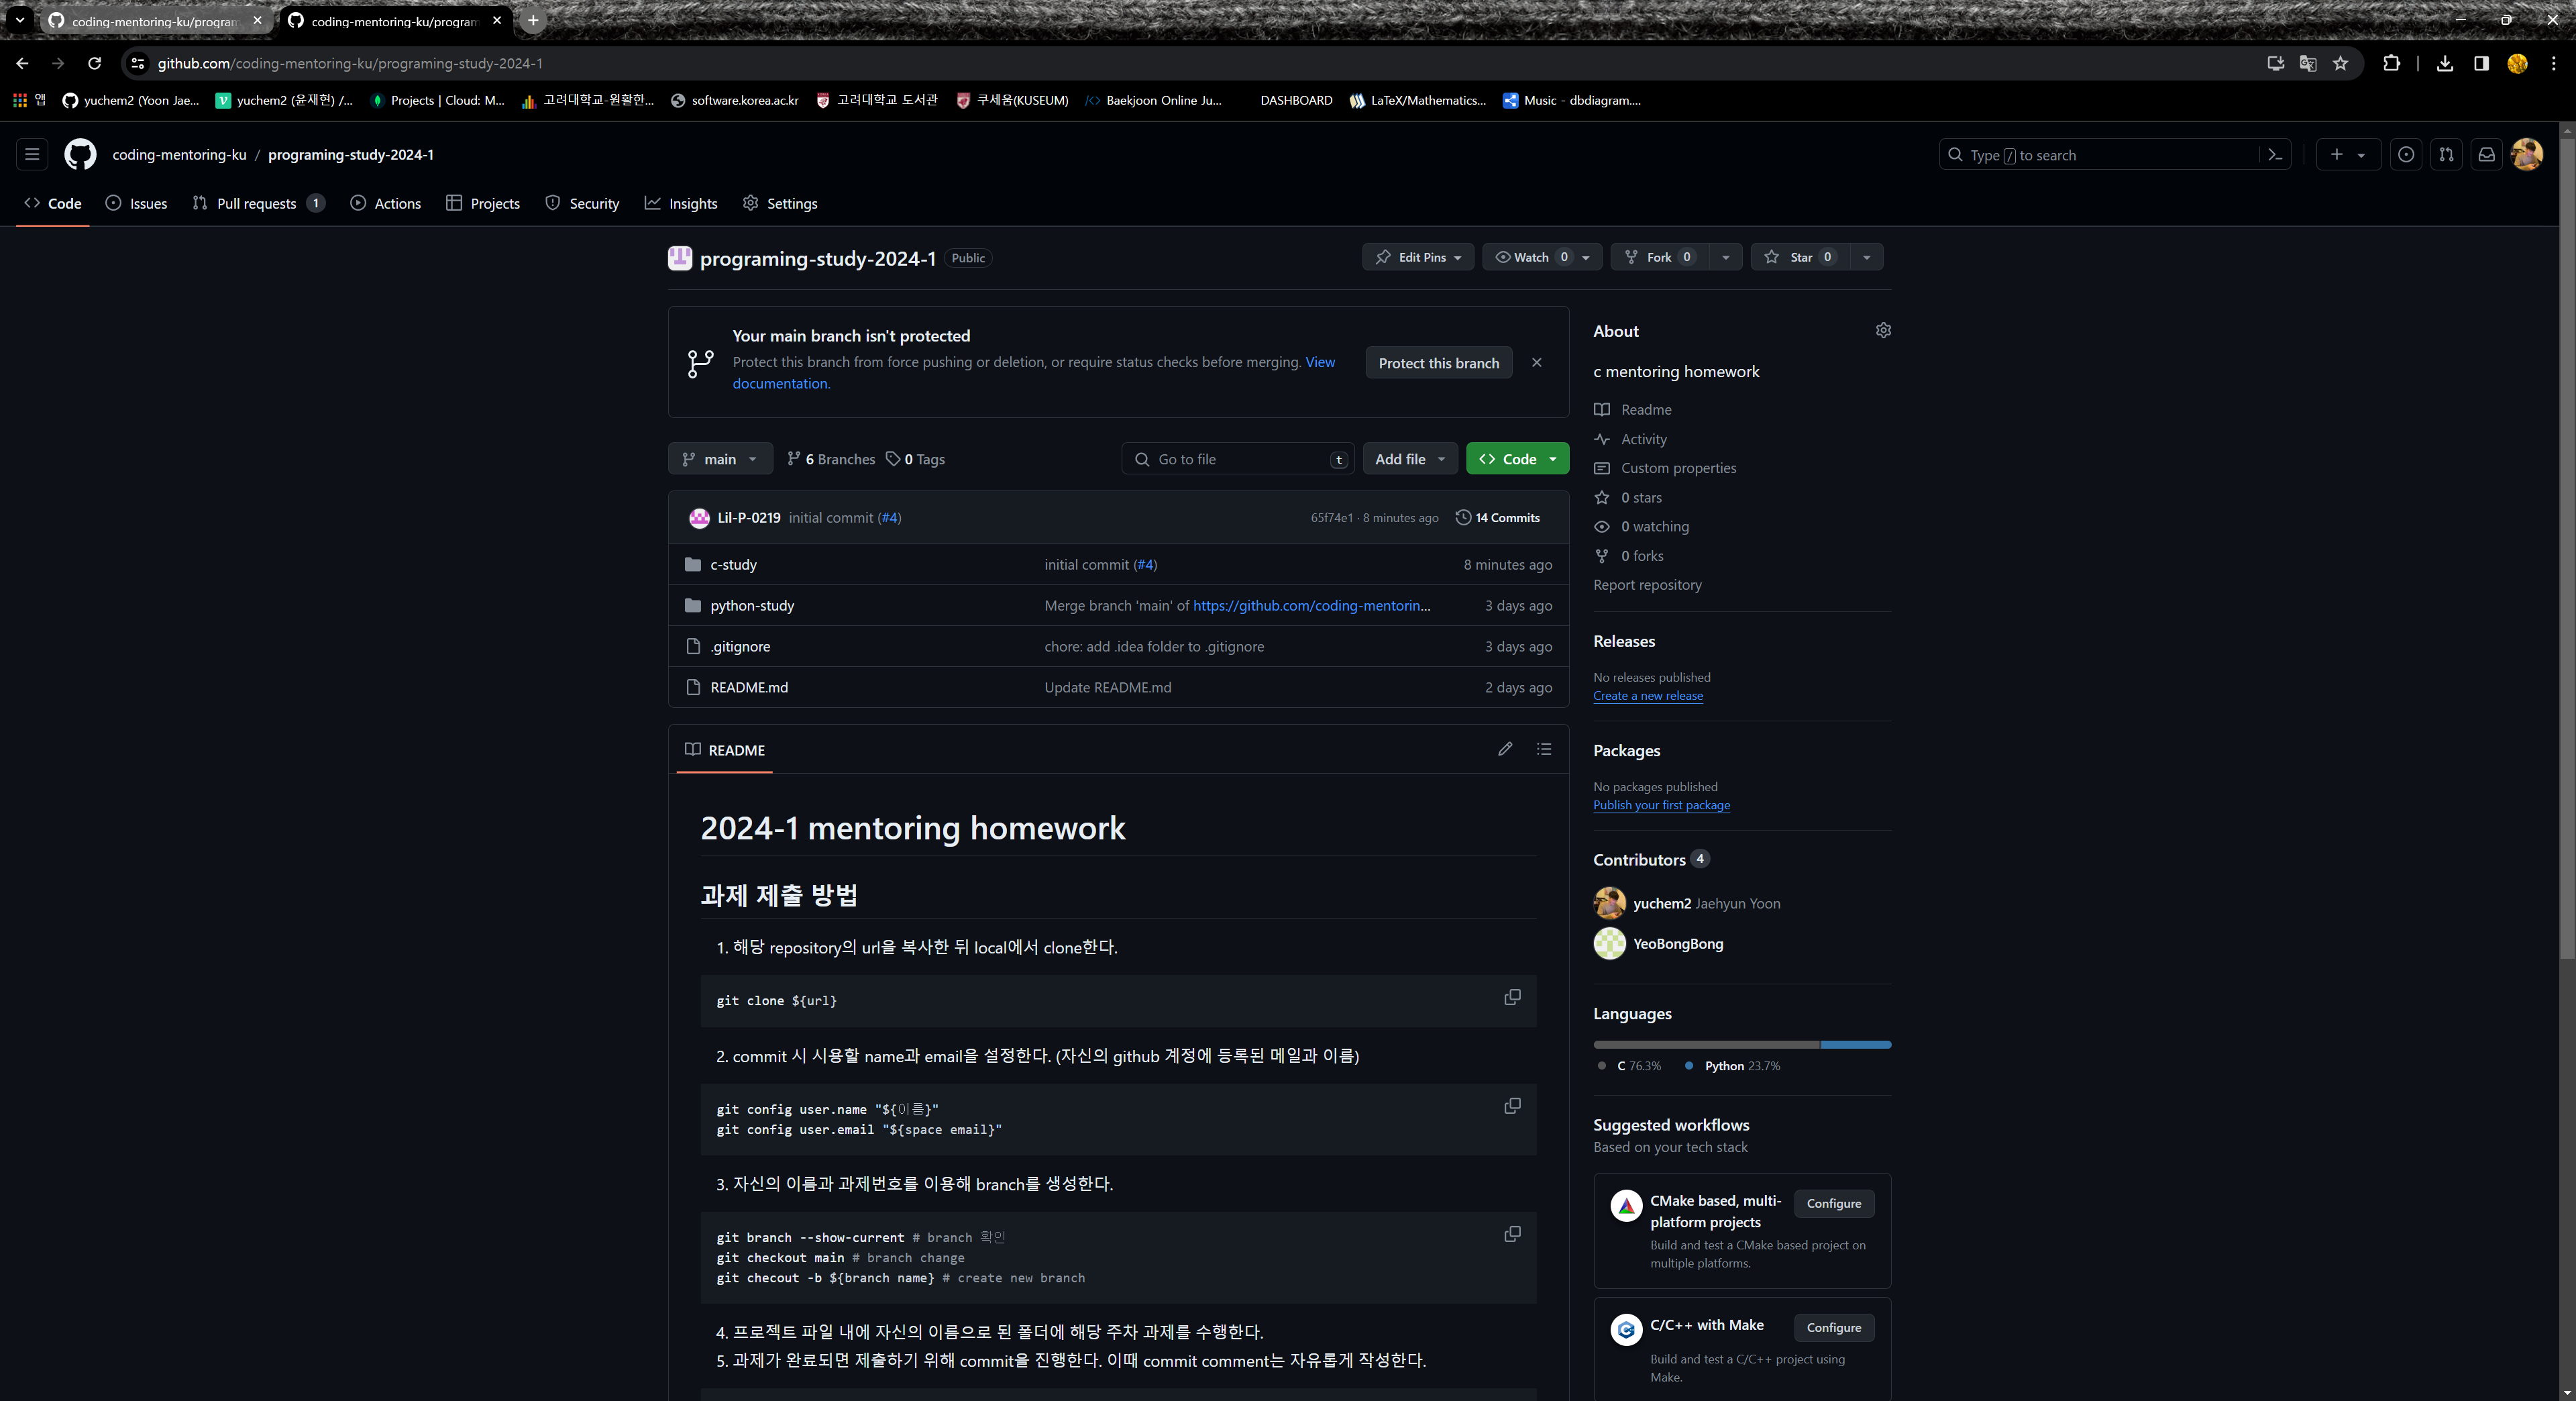 coding-mentoring-ku/program
coding-mentoring-ku/program
github.com/coding-mentoring-ku/programing-study-2024-1
앱
yuchem2 (Yoon Jae...
yuchem2 (윤재현) /...
Projects | Cloud: M...
고려대학교-원활한...
software.korea.ac.kr
고려대학교 도서관
쿠세움(KUSEUM)
Baekjoon Online Ju...
DASHBOARD
LaTeX/Mathematics...
Music - dbdiagram....
coding-mentoring-ku / programing-study-2024-1
Type / to search
Code
Issues
Pull requests 1
Actions
Projects
Security
Insights
Settings
programing-study-2024-1 Public
Edit Pins
Watch 0
Fork 0
Star 0
Your main branch isn't protected
Protect this branch from force pushing or deletion, or require status checks before merging. View
documentation.
Protect this branch
main
6 Branches
0 Tags
Go to file t
Add file
Code
Lil-P-0219 initial commit (#4) 65f74e1 · 8 minutes ago 14 Commits
c-study initial commit (#4) 8 minutes ago
python-study Merge branch 'main' of https://github.com/coding-mentorin... 3 days ago
.gitignore chore: add .idea folder to .gitignore 3 days ago
README.md Update README.md 2 days ago
README
2024-1 mentoring homework
과제 제출 방법
1. 해당 repository의 url을 복사한 뒤 local에서 clone한다.
git clone ${url}
2. commit 시 시용할 name과 email을 설정한다. (자신의 github 계정에 등록된 메일과 이름)
git config user.name "${이름}"
git config user.email "${space email}"
3. 자신의 이름과 과제번호를 이용해 branch를 생성한다.
git branch --show-current # branch 확인
git checkout main # branch change
git checout -b ${branch name} # create new branch
4. 프로젝트 파일 내에 자신의 이름으로 된 폴더에 해당 주차 과제를 수행한다.
5. 과제가 완료되면 제출하기 위해 commit을 진행한다. 이때 commit comment는 자유롭게 작성한다.
About
c mentoring homework
Readme
Activity
Custom properties
0 stars
0 watching
0 forks
Report repository
Releases
No releases published
Create a new release
Packages
No packages published
Publish your first package
Contributors 4
yuchem2 Jaehyun Yoon
YeoBongBong
Languages
C 76.3%
Python 23.7%
Suggested workflows
Based on your tech stack
CMake based, multi-
platform projects
Configure
Build and test a CMake based project on
multiple platforms.
C/C++ with Make
Configure
Build and test a C/C++ project using
Make.